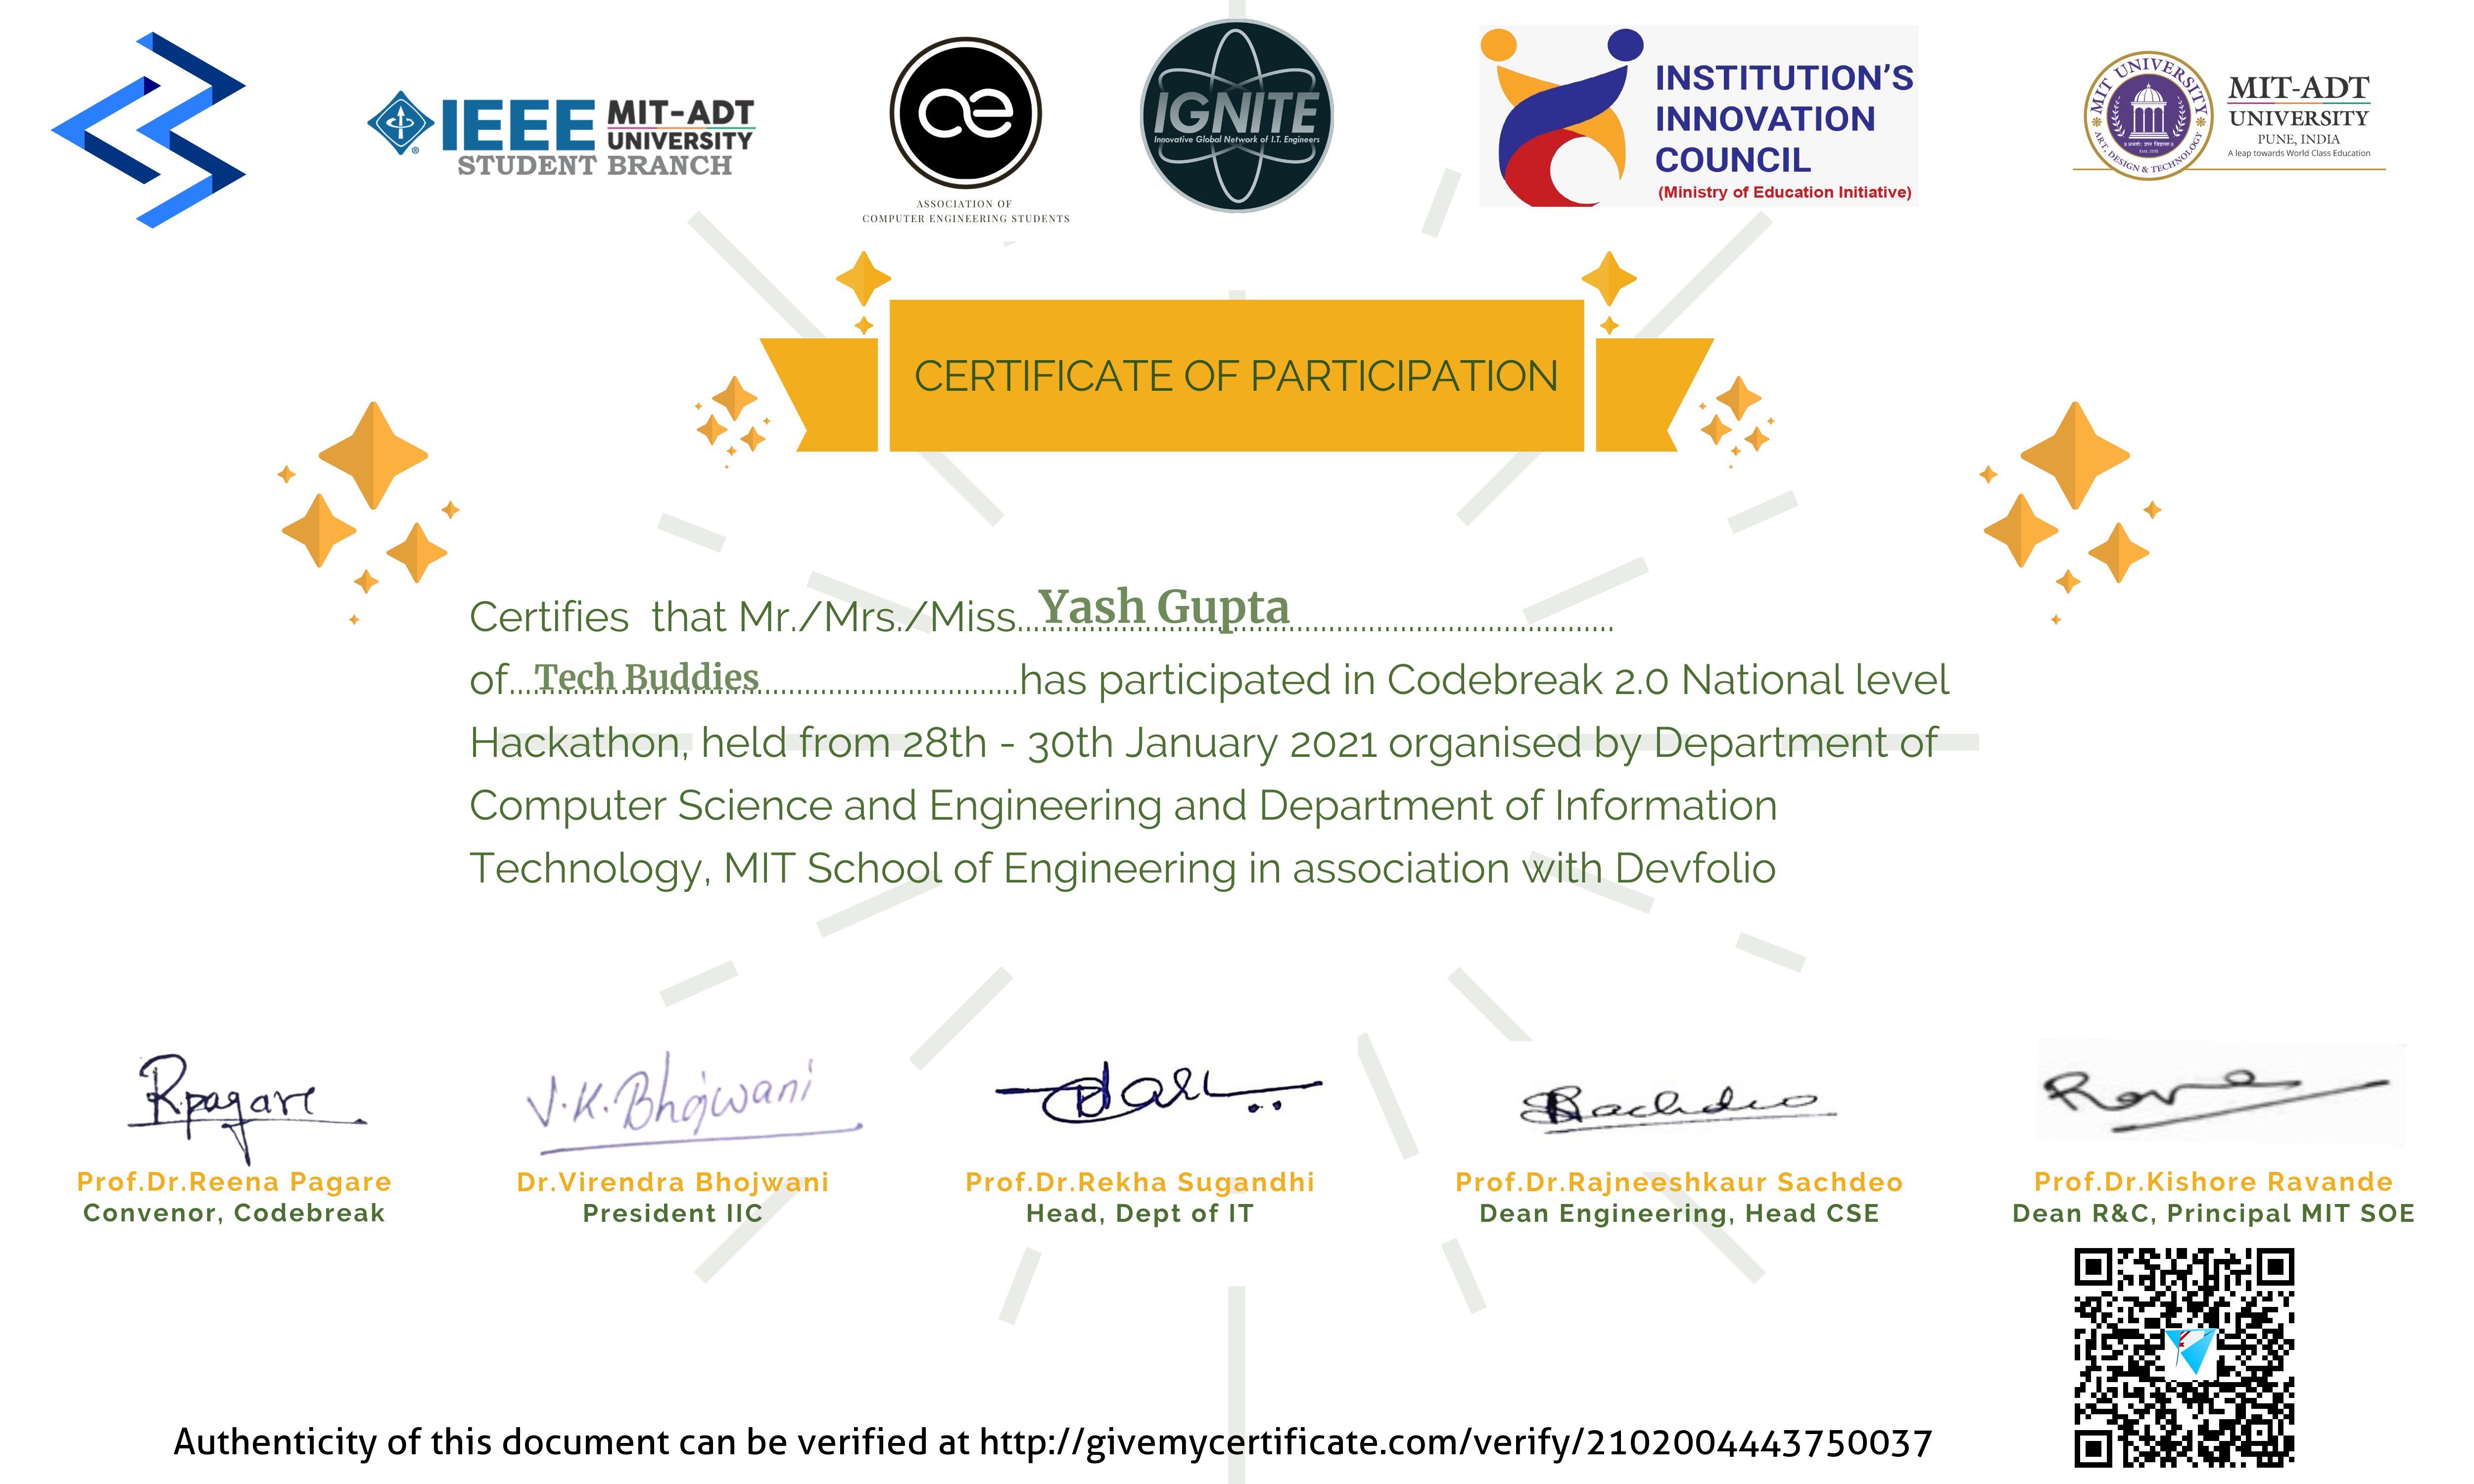 IEEE MIT-ADT
UNIVERSITY
STUDENT BRANCH
ASSOCIATION OF
COMPUTER ENGINEERING STUDENTS
IGNITE
Innovative Global Network of I.T. Engineers
INSTITUTION'S
INNOVATION
COUNCIL
(Ministry of Education Initiative)
MIT UNIVERSITY
ART, DESIGN & TECHNOLOGY
MIT-ADT
UNIVERSITY
PUNE, INDIA
A leap towards World Class Education
CERTIFICATE OF PARTICIPATION
Certifies that Mr./Mrs./Miss....Yash Gupta..........
of....Tech Buddies..........has participated in Codebreak 2.0 National level
Hackathon, held from 28th - 30th January 2021 organised by Department of
Computer Science and Engineering and Department of Information
Technology, MIT School of Engineering in association with Devfolio
Rpagare
V.K.Bhojwani
Sachdeo
Prof.Dr.Reena Pagare
Convenor, Codebreak
Dr.Virendra Bhojwani
President IIC
Prof.Dr.Rekha Sugandhi
Head, Dept of IT
Prof.Dr.Rajneeshkaur Sachdeo
Dean Engineering, Head CSE
Prof.Dr.Kishore Ravande
Dean R&C, Principal MIT SOE
Authenticity of this document can be verified at http://givemycertificate.com/verify/2102004443750037